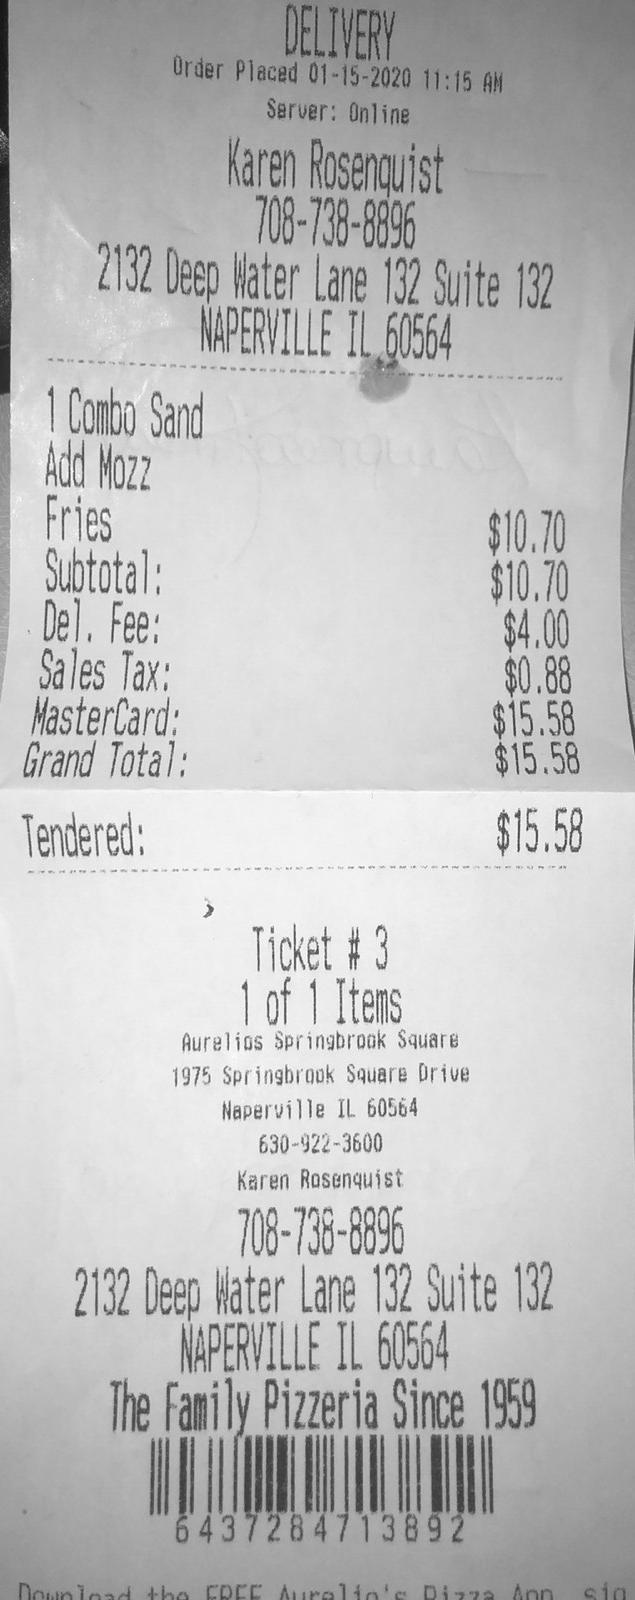 DELIVERY
Order Placed 01-15-2020 11:15 AM
Server: Online
Karen Rosenquist
708-738-8896
2132 Deep Water Lane 132 Suite 132
NAPERVILLE IL 60564
1 Combo Sand
Add Mozz
Fries $10.70
Subtotal: $10.70
Del. Fee: $4.00
Sales Tax: $0.88
MasterCard: $15.58
Grand Total: $15.58
Tendered: $15.58
Ticket # 3
1 of 1 Items
Aurelios Springbrook Square
1975 Springbrook Square Drive
Naperville IL 60564
630-922-3600
Karen Rosenquist
708-738-8896
2132 Deep Water Lane 132 Suite 132
NAPERVILLE IL 60564
The Family Pizzeria Since 1959
6437284713892
Download the FREE Aurelio's Pizza App, sig